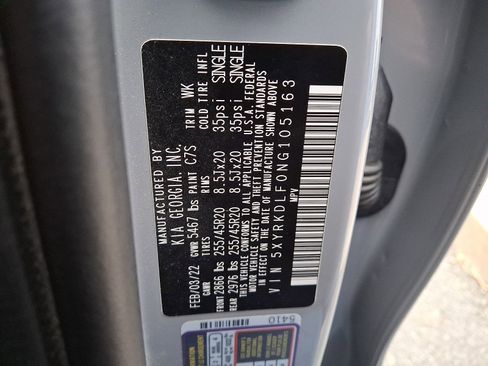 MANUFACTURED BY
KIA GEORGIA, INC.
FEB/03/22 GVWR 5467 lbs PAINT C7S TRIM WK
GAWR TIRES RIMS COLD TIRE INFL
FRONT 2866 lbs 255/45R20 8.5Jx20 35psi SINGLE
REAR 2976 lbs 255/45R20 8.5Jx20 35psi SINGLE
THIS VEHICLE CONFORMS TO ALL APPLICABLE U.S.A. FEDERAL
MOTOR VEHICLE SAFETY AND THEFT PREVENTION STANDARDS
IN EFFECT ON THE DATE OF MANUFACTURE SHOWN ABOVE
VIN 5XYRKDLF0NG105163
MPV
5410